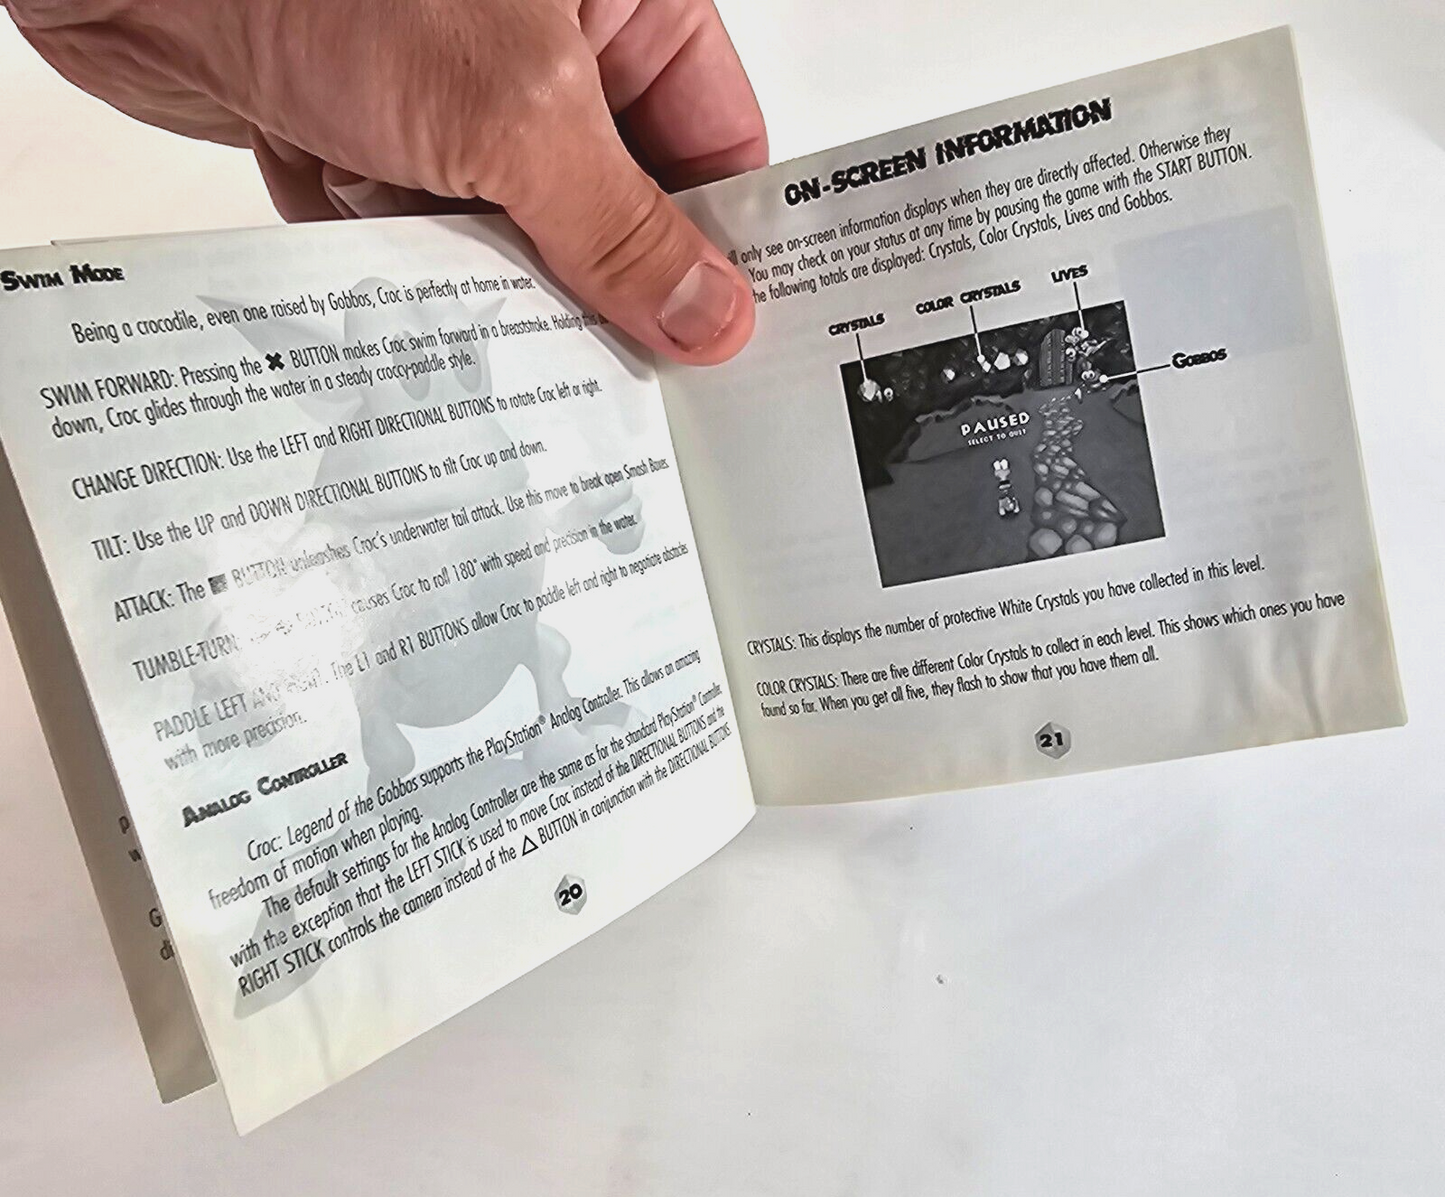 SWIM MODE
Being a crocodile, even one raised by Gobbos, Croc is perfectly at home in water.
SWIM FORWARD: Pressing the ✖ BUTTON makes Croc swim forward in a breaststroke. Holding this
down, Croc glides through the water in a steady croccy-paddle style.
CHANGE DIRECTION: Use the LEFT and RIGHT DIRECTIONAL BUTTONS to rotate Croc left or right.
TILT: Use the UP and DOWN DIRECTIONAL BUTTONS to tilt Croc up and down.
ATTACK: The ■ BUTTON unleashes Croc's underwater tail attack. Use this move to break open Smash Boxes.
TUMBLE-TURN: causes Croc to roll 180° with speed and precision in the water.
PADDLE LEFT AND RIGHT: The L1 and R1 BUTTONS allow Croc to paddle left and right to negotiate obstacles
with more precision.
ANALOG CONTROLLER
Croc: Legend of the Gobbos supports the PlayStation® Analog Controller. This allows an amazing
freedom of motion when playing.
The default settings for the Analog Controller are the same as for the standard PlayStation® Controller
with the exception that the LEFT STICK is used to move Croc instead of the DIRECTIONAL BUTTONS and the
RIGHT STICK controls the camera instead of the △ BUTTON in conjunction with the DIRECTIONAL BUTTONS.
20
ON-SCREEN INFORMATION
only see on-screen information displays when they are directly affected. Otherwise they
You may check on your status at any time by pausing the game with the START BUTTON.
he following totals are displayed: Crystals, Color Crystals, Lives and Gobbos.
CRYSTALS
COLOR CRYSTALS
LIVES
GOBBOS
PAUSED
SELECT TO QUIT
CRYSTALS: This displays the number of protective White Crystals you have collected in this level.
COLOR CRYSTALS: There are five different Color Crystals to collect in each level. This shows which ones you have
found so far. When you get all five, they flash to show that you have them all.
21